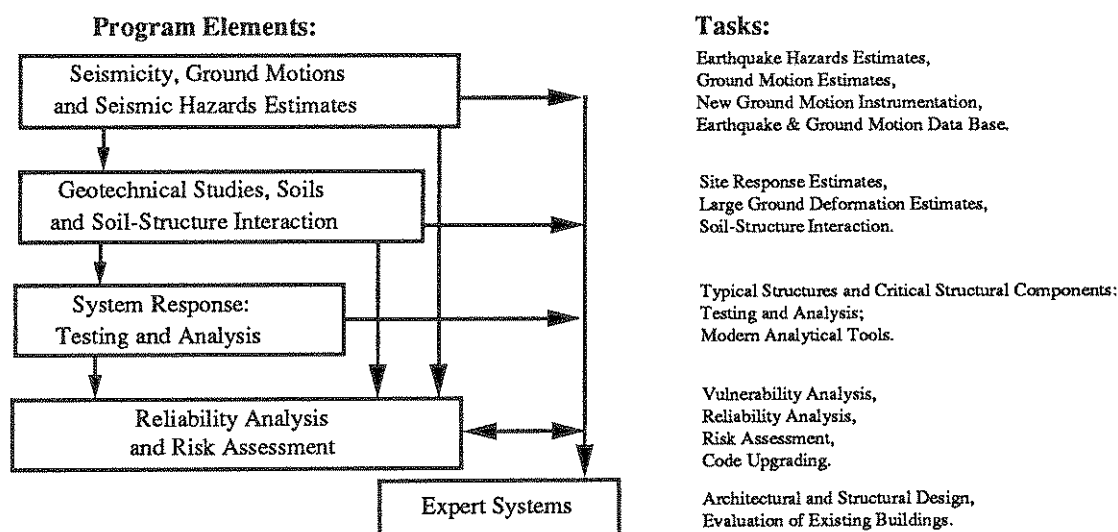 Program Elements:
Seismicity, Ground Motions
and Seismic Hazards Estimates
Geotechnical Studies, Soils
and Soil-Structure Interaction
System Response:
Testing and Analysis
Reliability Analysis
and Risk Assessment
Expert Systems
Tasks:
Earthquake Hazards Estimates,
Ground Motion Estimates,
New Ground Motion Instrumentation,
Earthquake & Ground Motion Data Base.
Site Response Estimates,
Large Ground Deformation Estimates,
Soil-Structure Interaction.
Typical Structures and Critical Structural Components:
Testing and Analysis;
Modern Analytical Tools.
Vulnerability Analysis,
Reliability Analysis,
Risk Assessment,
Code Upgrading.
Architectural and Structural Design,
Evaluation of Existing Buildings.